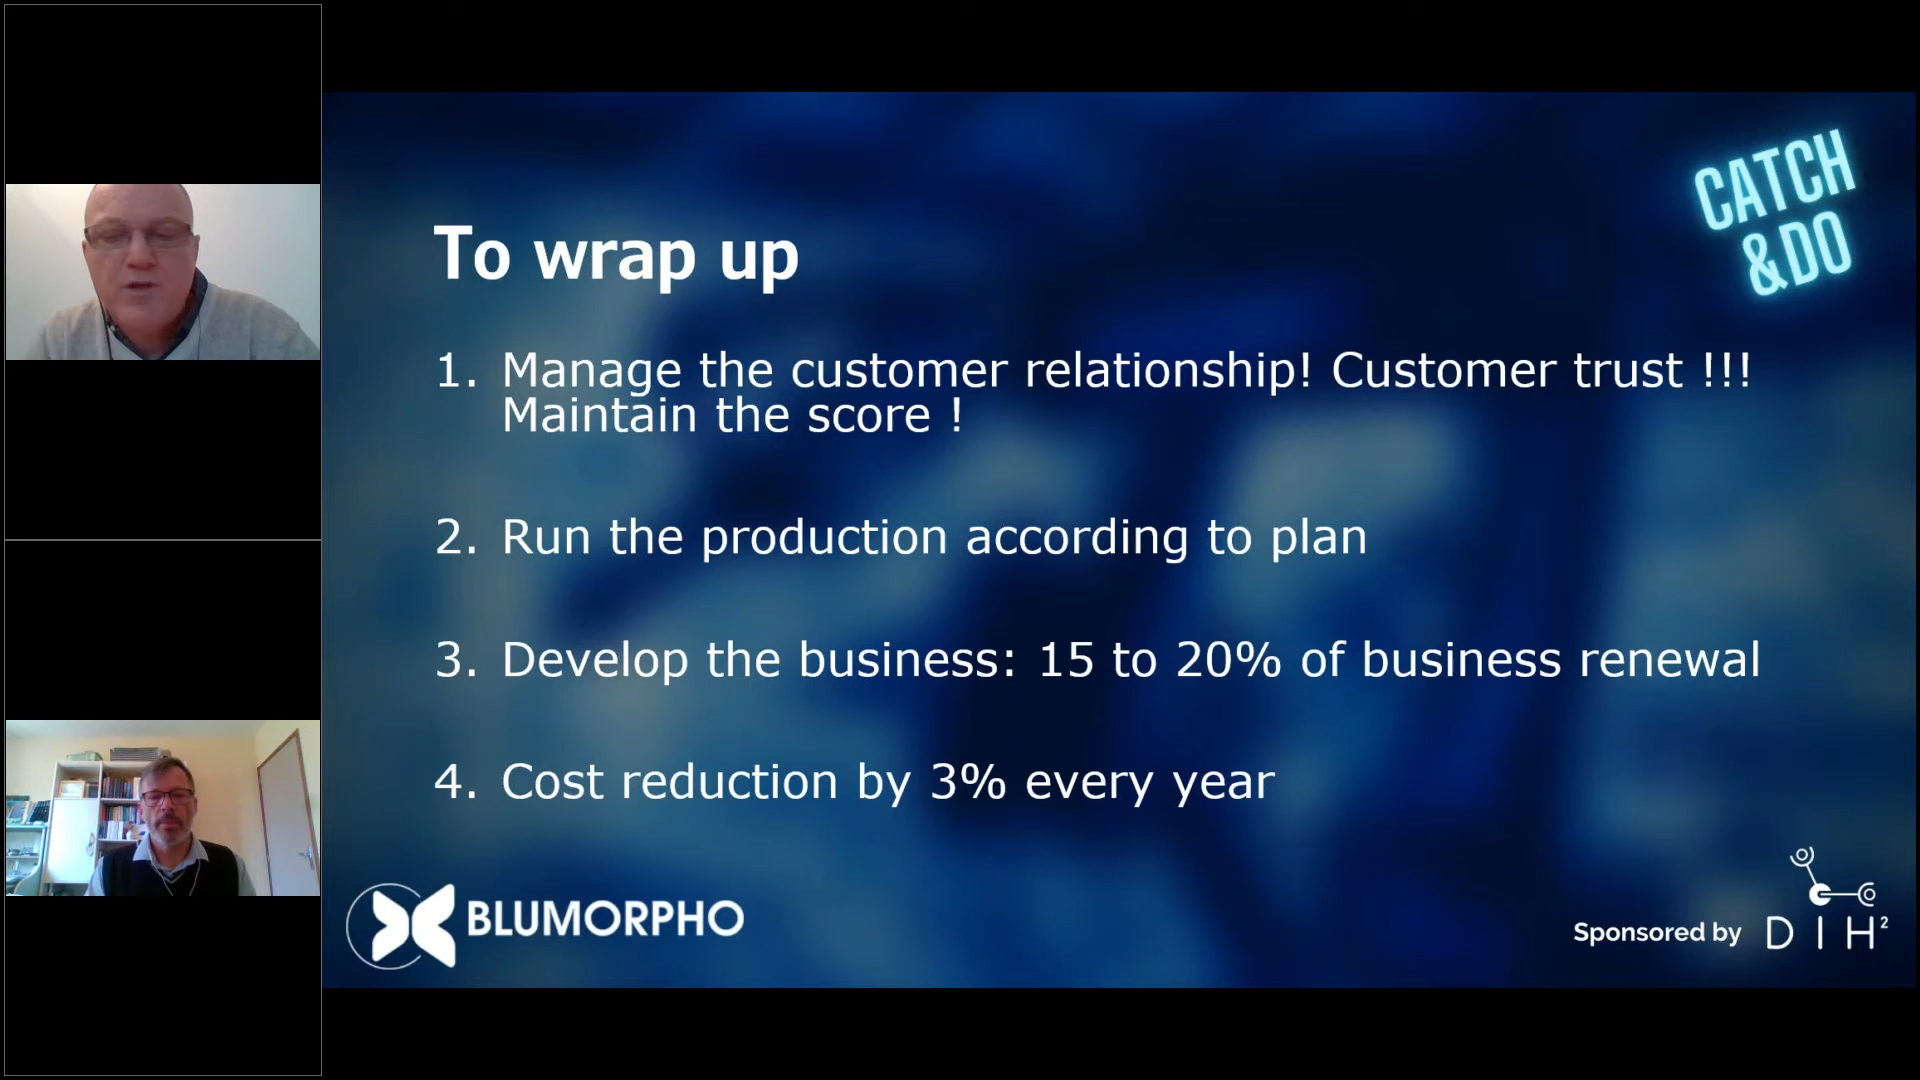 CATCH
&DO
To wrap up
1. Manage the customer relationship! Customer trust !!!
Maintain the score !
2. Run the production according to plan
3. Develop the business: 15 to 20% of business renewal
4. Cost reduction by 3% every year
BLUMORPHO
Sponsored by DIH²